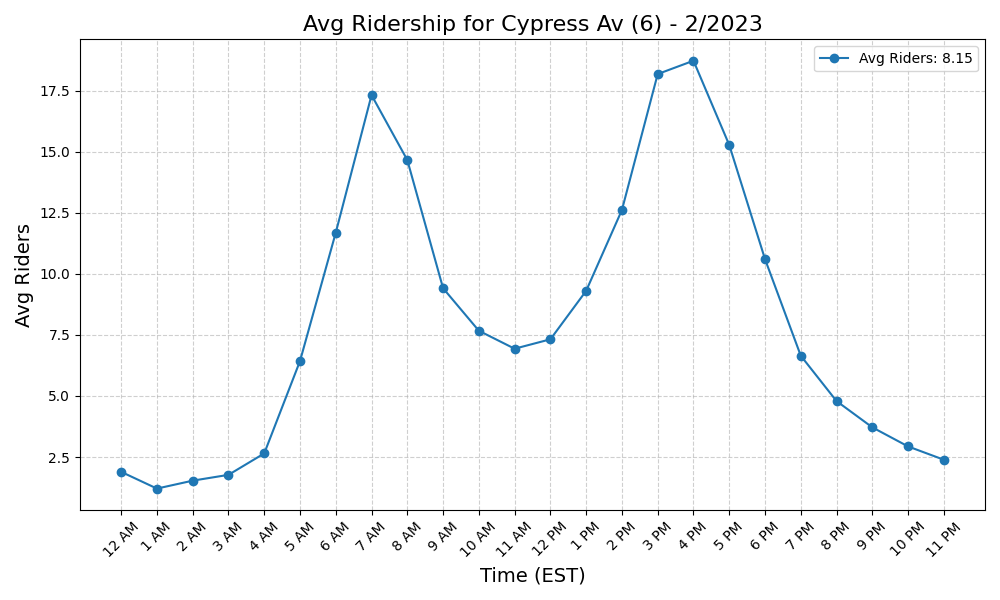 Avg Ridership for Cypress Av (6) - 2/2023
Avg Riders: 8.15
Avg Riders
17.5
15.0
12.5
10.0
7.5
5.0
2.5
12 AM
1 AM
2 AM
3 AM
4 AM
5 AM
6 AM
7 AM
8 AM
9 AM
10 AM
11 AM
12 PM
1 PM
2 PM
3 PM
4 PM
5 PM
6 PM
7 PM
8 PM
9 PM
10 PM
11 PM
Time (EST)